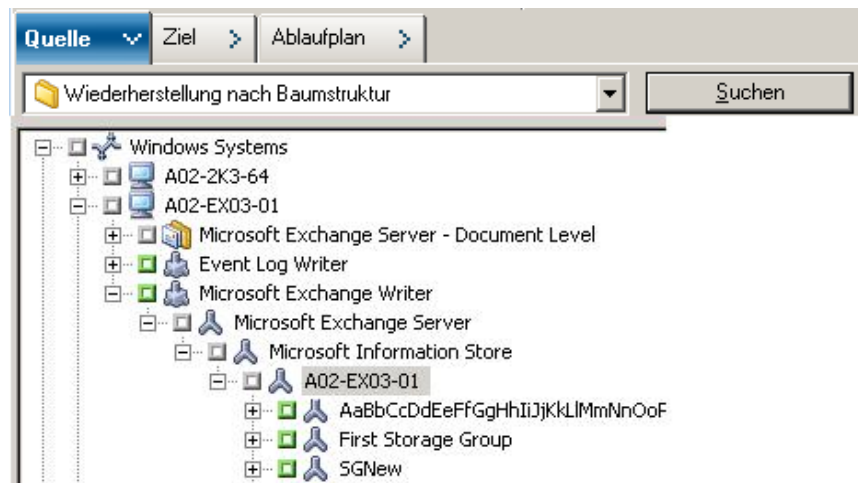 Quelle Ziel Ablaufplan
Wiederherstellung nach Baumstruktur Suchen
Windows Systems
A02-2K3-64
A02-EX03-01
Microsoft Exchange Server - Document Level
Event Log Writer
Microsoft Exchange Writer
Microsoft Exchange Server
Microsoft Information Store
A02-EX03-01
AaBbCcDdEeFfGgHhIiJjKkLlMmNnOoP
First Storage Group
SGNew